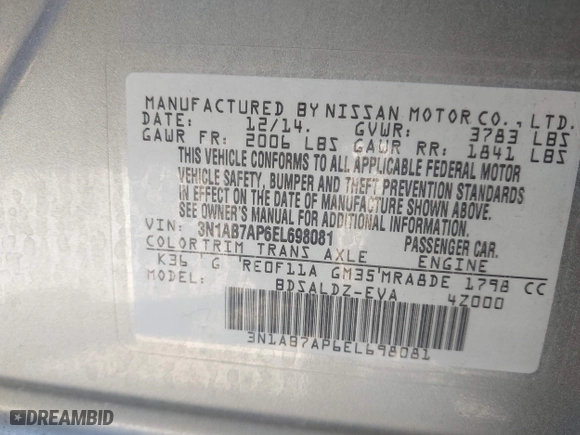 MANUFACTURED BY NISSAN MOTOR CO., LTD.
DATE: 12/14. GVWR: 3783 LBS
GAWR FR: 2006 LBS GAWR RR: 1841 LBS
THIS VEHICLE CONFORMS TO ALL APPLICABLE FEDERAL MOTOR
VEHICLE SAFETY, BUMPER AND THEFT PREVENTION STANDARDS
IN EFFECT ON THE DATE OF MANUFACTURE SHOWN ABOVE.
SEE OWNER'S MANUAL FOR ADDITIONAL INFORMATION.
VIN: 3N1AB7AP6EL698081 PASSENGER CAR.
COLOR TRIM TRANS AXLE ENGINE
K36 G RE0F11A GM35 MRA8DE 1798 CC
MODEL: BDSALDZ-EVA 4Z000
3N1AB7AP6EL698081
DREAMBID